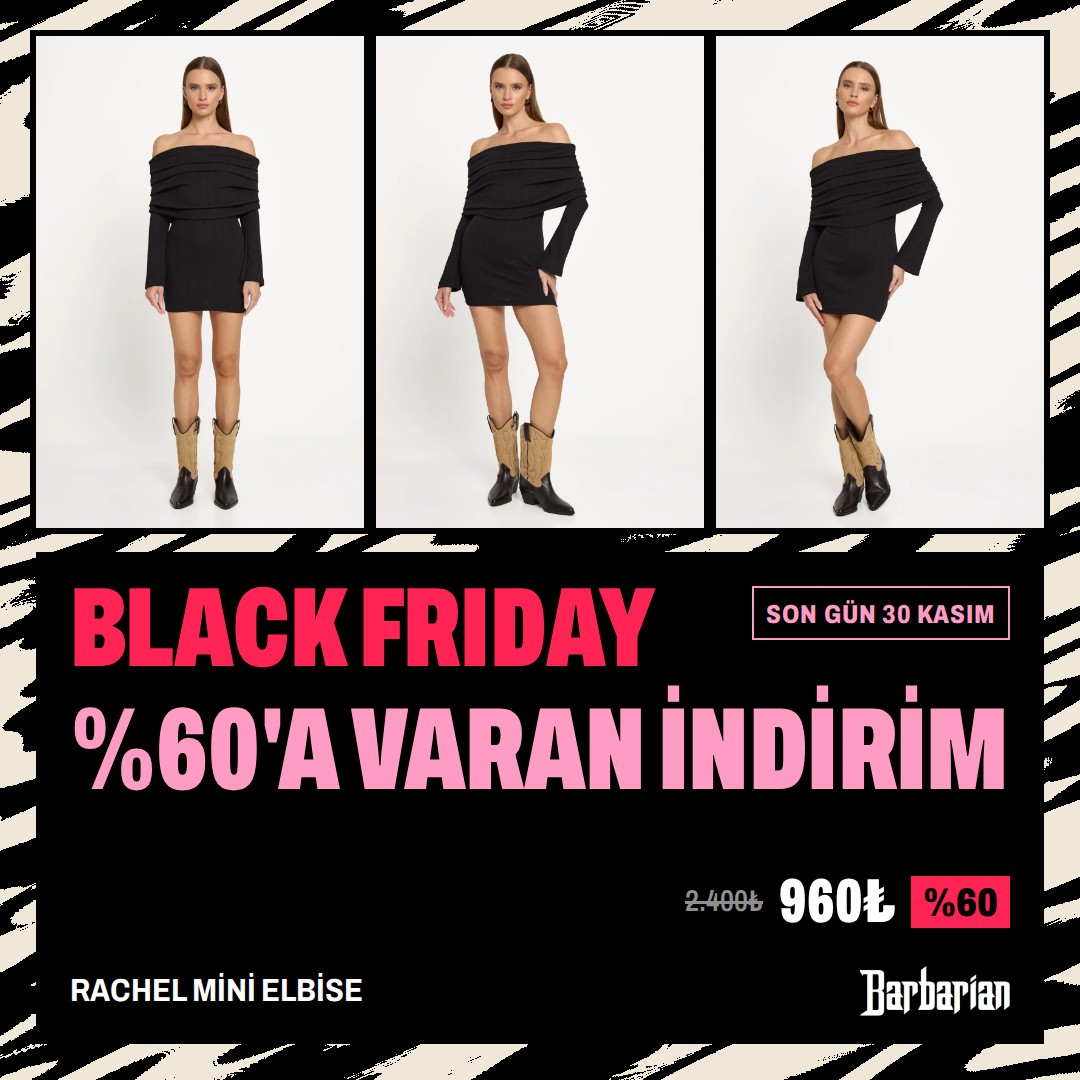 BLACK FRIDAY
SON GÜN 30 KASIM
%60'A VARAN İNDİRİM
2.400₺ 960₺ %60
RACHEL MİNİ ELBİSE
Barbarian